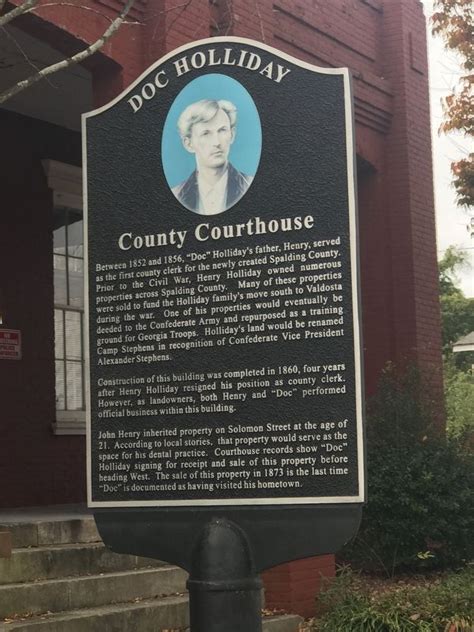 DOC HOLLIDAY
County Courthouse
Between 1852 and 1856, "Doc" Holliday's father, Henry, served
as the first county clerk for the newly created Spalding County.
Prior to the Civil War, Henry Holliday owned numerous
properties across Spalding County. Many of these properties
were sold to fund the Holliday family's move south to Valdosta
during the war. One of his properties would eventually be
deeded to the Confederate Army and repurposed as a training
ground for Georgia Troops. Holliday's land would be renamed
Camp Stephens in recognition of Confederate Vice President
Alexander Stephens.
Construction of this building was completed in 1860, four years
after Henry Holliday resigned his position as county clerk.
However, as landowners, both Henry and "Doc" performed
official business within this building.
John Henry inherited property on Solomon Street at the age of
21. According to local stories, that property would serve as the
space for his dental practice. Courthouse records show "Doc"
Holliday signing for receipt and sale of this property before
heading West. The sale of this property in 1873 is the last time
"Doc" is documented as having visited his hometown.